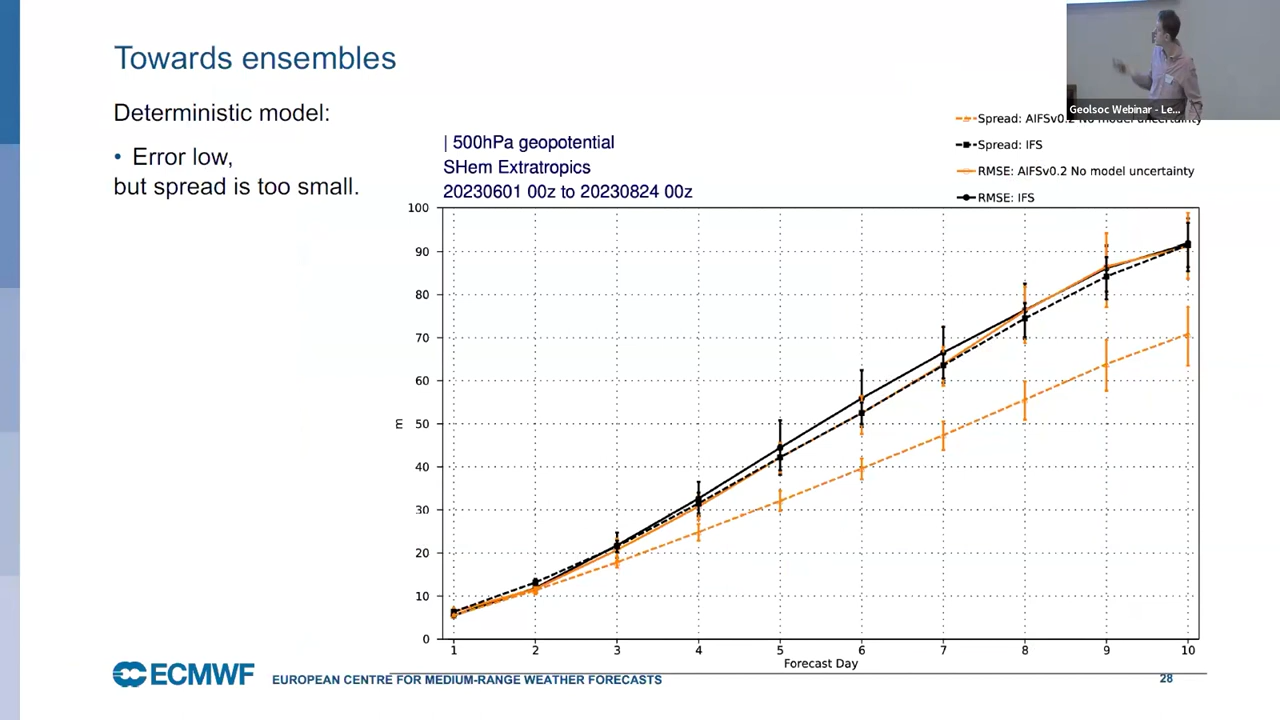 Towards ensembles
Deterministic model:
• Error low,
but spread is too small.
| 500hPa geopotential
SHem Extratropics
20230601 00z to 20230824 00z
Geolsoc Webinar - Le...
Spread: AIFSv0.2 No model uncertainty
Spread: IFS
RMSE: AIFSv0.2 No model uncertainty
RMSE: IFS
100
90
80
70
60
50
40
30
20
10
0
m
1 2 3 4 5 6 7 8 9 10
Forecast Day
ECMWF
EUROPEAN CENTRE FOR MEDIUM-RANGE WEATHER FORECASTS
28